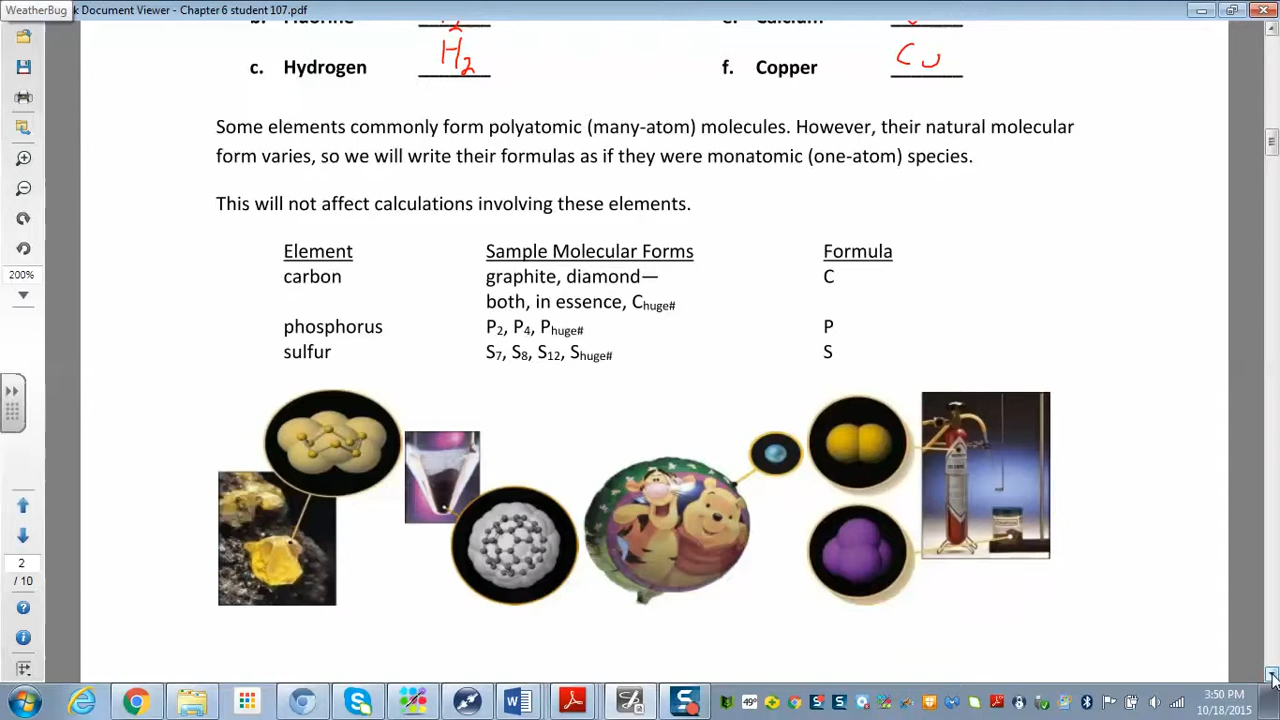 WeatherBug
k Document Viewer - Chapter 6 student 107.pdf
b. Fluorine
e. Calcium
c. Hydrogen H2
f. Copper Cu
Some elements commonly form polyatomic (many-atom) molecules. However, their natural molecular
form varies, so we will write their formulas as if they were monatomic (one-atom) species.
This will not affect calculations involving these elements.
Element Sample Molecular Forms Formula
carbon graphite, diamond— C
both, in essence, Chuge#
phosphorus P2, P4, Phuge# P
sulfur S7, S8, S12, Shuge# S
200%
2
/ 10
49°
3:50 PM
10/18/2015